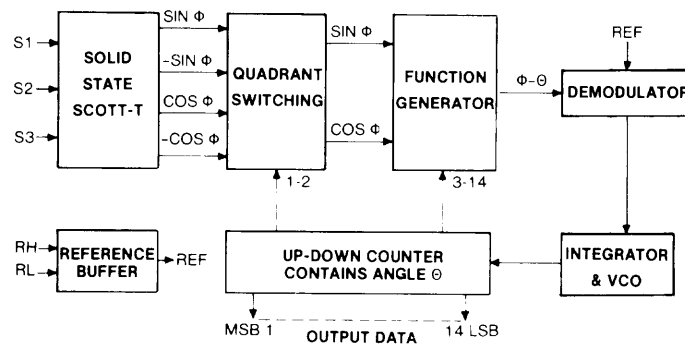 S1
S2
S3
SOLID
STATE
SCOTT-T
SIN Φ
-SIN Φ
COS Φ
-COS Φ
QUADRANT
SWITCHING
SIN Φ
COS Φ
FUNCTION
GENERATOR
Φ-Θ
REF
DEMODULATOR
1-2
3-14
RH
RL
REFERENCE
BUFFER
REF
UP-DOWN COUNTER
CONTAINS ANGLE Θ
INTEGRATOR
& VCO
MSB 1
14 LSB
OUTPUT DATA